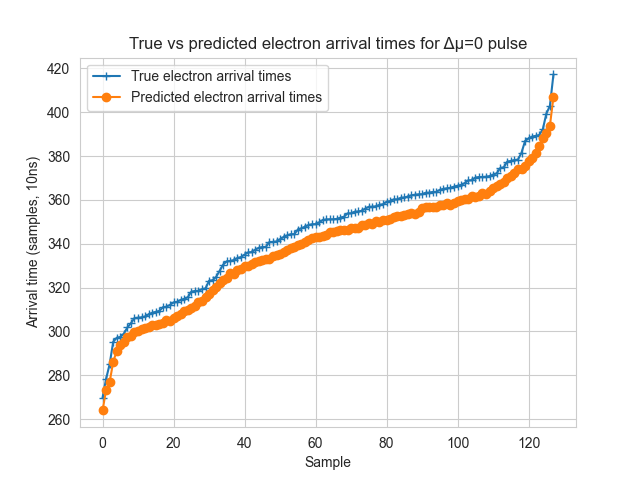 True vs predicted electron arrival times for Δμ=0 pulse
True electron arrival times
Predicted electron arrival times
Arrival time (samples, 10ns)
420
400
380
360
340
320
300
280
260
0 20 40 60 80 100 120
Sample